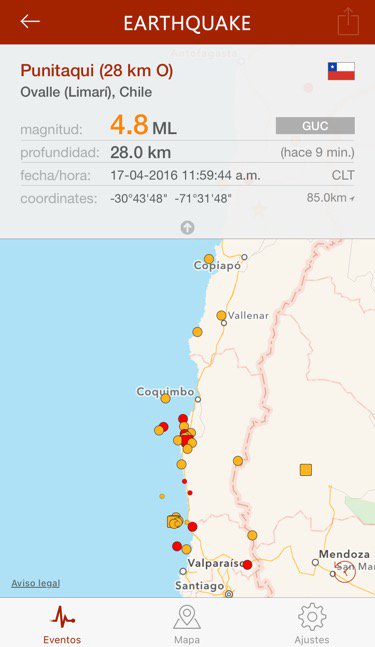 EARTHQUAKE
Antofagasta
Punitaqui (28 km O)
Ovalle (Limarí), Chile
magnitud: 4.8 ML GUC
profundidad: 28.0 km (hace 9 min.)
fecha/hora: 17-04-2016 11:59:44 a.m. CLT
coordinates: -30°43'48" -71°31'48" 85.0km
Copiapó
Vallenar
Coquimbo
Mendoza
Valparaíso
San Mar
Santiago
Aviso legal
Eventos Mapa Ajustes